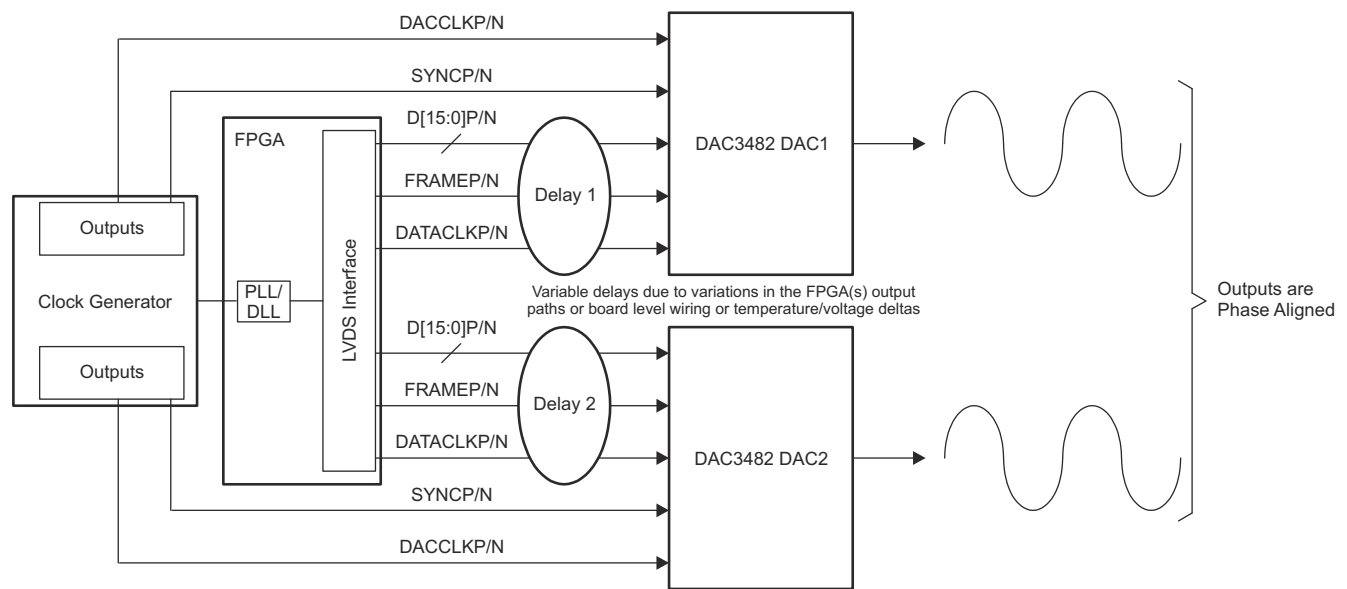 DACCLKP/N
SYNCP/N
D[15:0]P/N
FPGA
DAC3482 DAC1
FRAMEP/N
Delay 1
Outputs
DATACLKP/N
LVDS Interface
Clock Generator
PLL/
DLL
Variable delays due to variations in the FPGA(s) output
paths or board level wiring or temperature/voltage deltas
Outputs are
Phase Aligned
D[15:0]P/N
Outputs
FRAMEP/N
Delay 2
DATACLKP/N
DAC3482 DAC2
SYNCP/N
DACCLKP/N